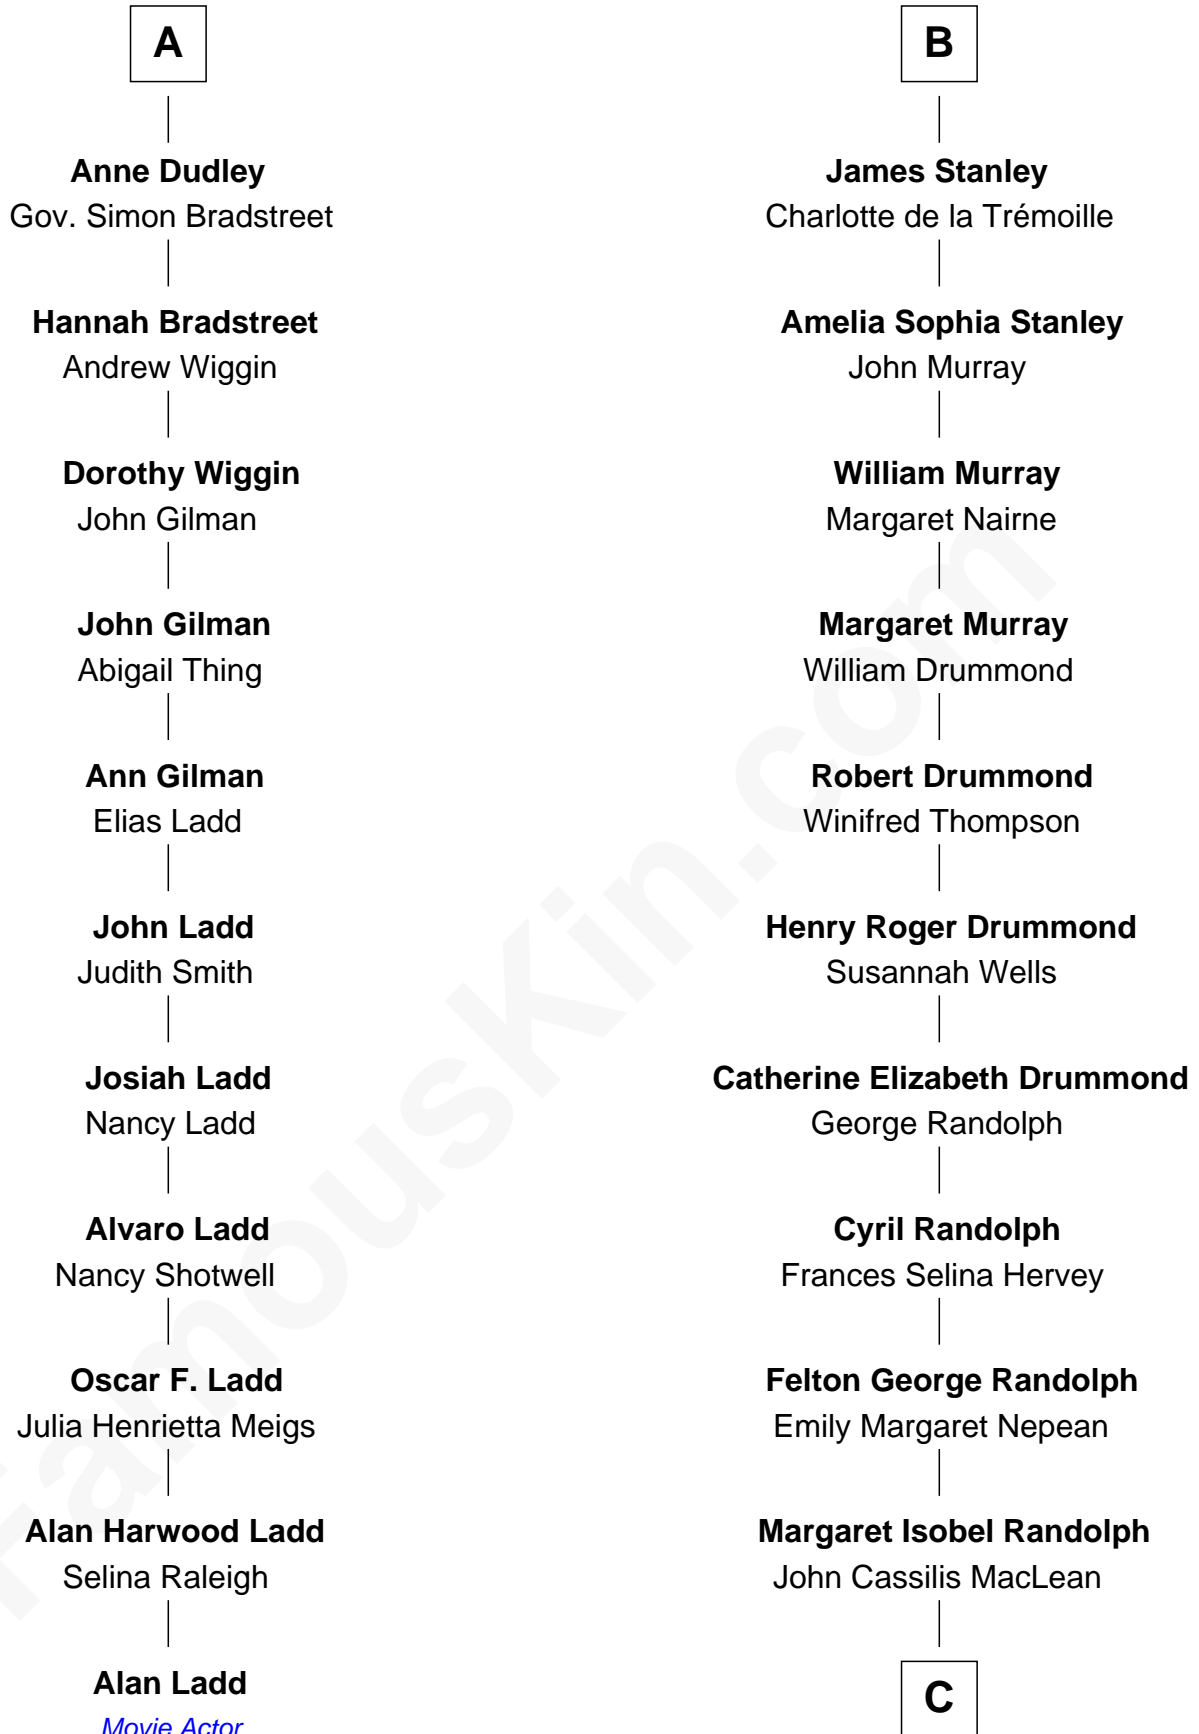 A
Anne Dudley
Gov. Simon Bradstreet
Hannah Bradstreet
Andrew Wiggin
Dorothy Wiggin
John Gilman
John Gilman
Abigail Thing
Ann Gilman
Elias Ladd
John Ladd
Judith Smith
Josiah Ladd
Nancy Ladd
Alvaro Ladd
Nancy Shotwell
Oscar F. Ladd
Julia Henrietta Meigs
Alan Harwood Ladd
Selina Raleigh
Alan Ladd
Movie Actor
B
James Stanley
Charlotte de la Trémoille
Amelia Sophia Stanley
John Murray
William Murray
Margaret Nairne
Margaret Murray
William Drummond
Robert Drummond
Winifred Thompson
Henry Roger Drummond
Susannah Wells
Catherine Elizabeth Drummond
George Randolph
Cyril Randolph
Frances Selina Hervey
Felton George Randolph
Emily Margaret Nepean
Margaret Isobel Randolph
John Cassilis MacLean
C
FamousKin.com